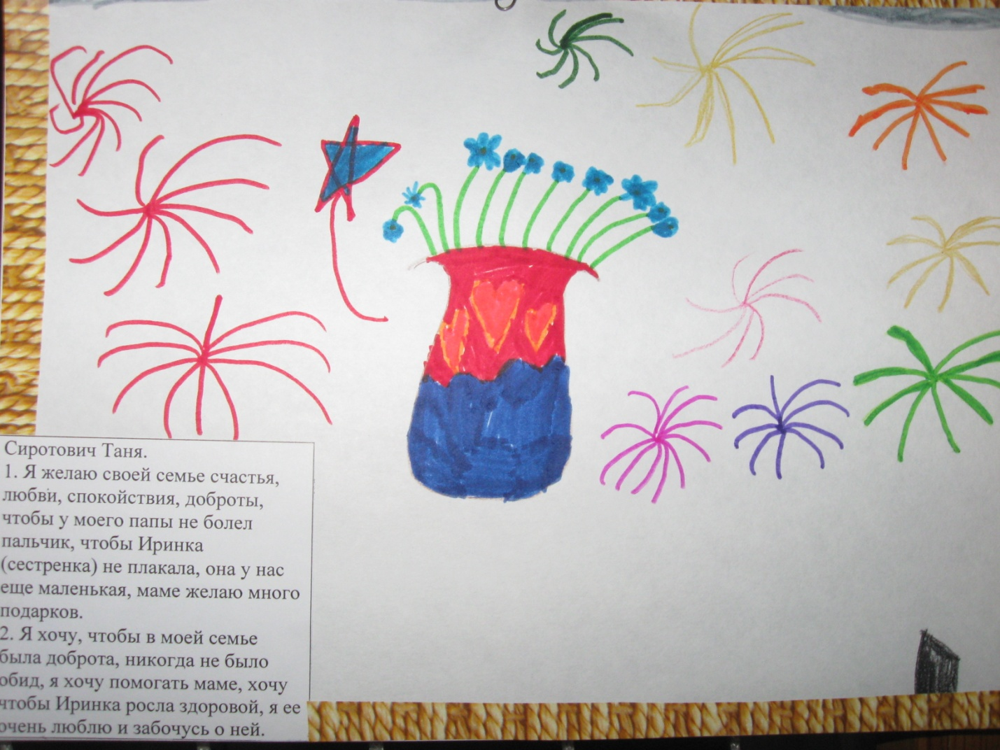 Сиротович Таня.
1. Я желаю своей семье счастья,
любви, спокойствия, доброты,
чтобы у моего папы не болел
пальчик, чтобы Иринка
(сестренка) не плакала, она у нас
еще маленькая, маме желаю много
подарков.
2. Я хочу, чтобы в моей семье
была доброта, никогда не было
обид, я хочу помогать маме, хочу
чтобы Иринка росла здоровой, я ее
очень люблю и забочусь о ней.